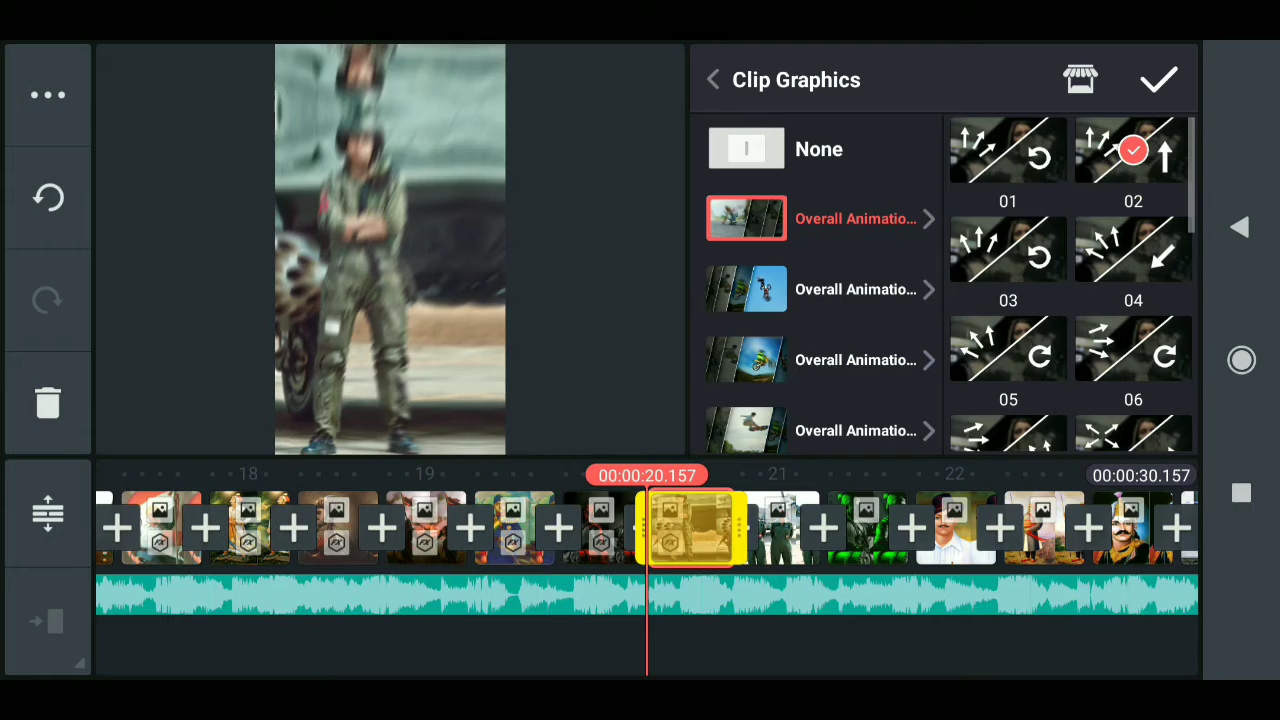 Clip Graphics
None
Overall Animatio...
Overall Animatio...
Overall Animatio...
Overall Animatio...
01
02
03
04
05
06
18
19
00:00:20.157
21
22
00:00:30.157